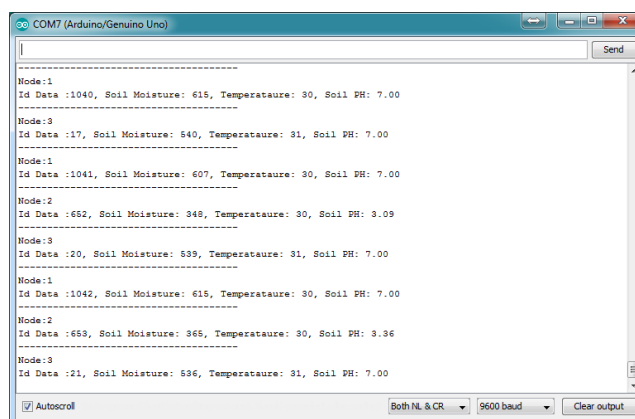 COM7 (Arduino/Genuino Uno)
Send
--------------------------------------
Node:1
Id Data :1040, Soil Moisture: 615, Temperataure: 30, Soil PH: 7.00
--------------------------------------
Node:3
Id Data :17, Soil Moisture: 540, Temperataure: 31, Soil PH: 7.00
--------------------------------------
Node:1
Id Data :1041, Soil Moisture: 607, Temperataure: 30, Soil PH: 7.00
--------------------------------------
Node:2
Id Data :652, Soil Moisture: 348, Temperataure: 30, Soil PH: 3.09
--------------------------------------
Node:3
Id Data :20, Soil Moisture: 539, Temperataure: 31, Soil PH: 7.00
--------------------------------------
Node:1
Id Data :1042, Soil Moisture: 615, Temperataure: 30, Soil PH: 7.00
--------------------------------------
Node:2
Id Data :653, Soil Moisture: 365, Temperataure: 30, Soil PH: 3.36
--------------------------------------
Node:3
Id Data :21, Soil Moisture: 536, Temperataure: 31, Soil PH: 7.00
Autoscroll Both NL & CR 9600 baud Clear output